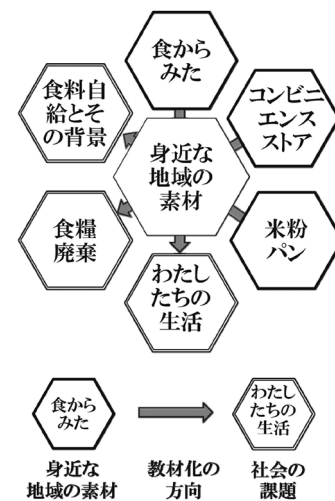 食から
みた
食料自
給とそ
の背景
コンビニ
エンス
ストア
身近な
地域の
素材
食糧
廃棄
米粉
パン
わたし
たちの
生活
食から
みた
わたし
たちの
生活
身近な
地域の素材
教材化の
方向
社会の
課題